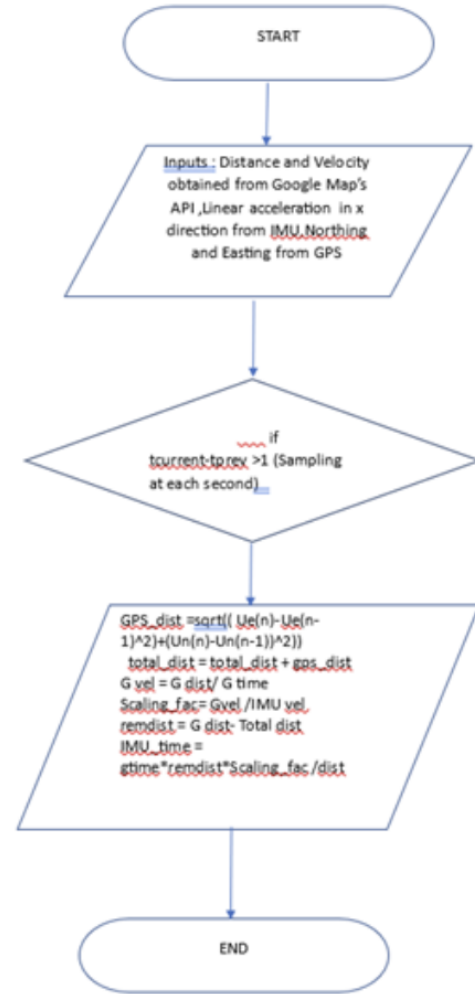 START
Inputs : Distance and Velocity
obtained from Google Map's
API ,Linear acceleration in x
direction from IMU,Northing
and Easting from GPS
if
tcurrent-tprev >1 (Sampling
at each second)
GPS_dist =sqrt(( Ue(n)-Ue(n-
1)^2)+(Un(n)-Un(n-1))^2))
total_dist = total_dist + gps_dist
G vel = G dist/ G time
Scaling_fac= Gvel /IMU vel
remdist = G dist- Total dist
IMU_time =
gtime*remdist*Scaling_fac/dist
END